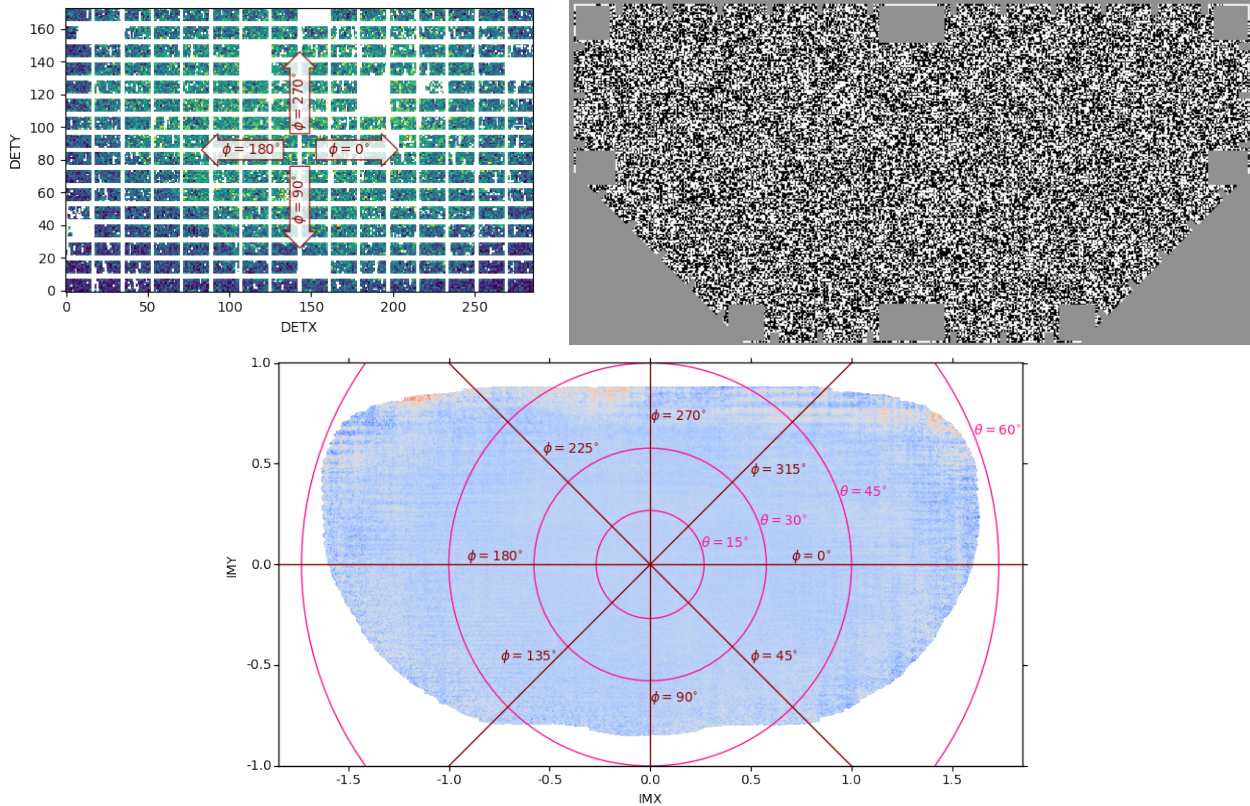 160
140
120
100
80
60
40
20
0
DETY
ϕ = 270°
ϕ = 180°
ϕ = 0°
ϕ = 90°
0
50
100
150
200
250
DETX
1.0
0.5
0.0
-0.5
-1.0
IMY
ϕ = 270°
θ = 60°
ϕ = 225°
ϕ = 315°
θ = 45°
θ = 30°
θ = 15°
ϕ = 180°
ϕ = 0°
ϕ = 135°
ϕ = 45°
ϕ = 90°
-1.5
-1.0
-0.5
0.0
0.5
1.0
1.5
IMX